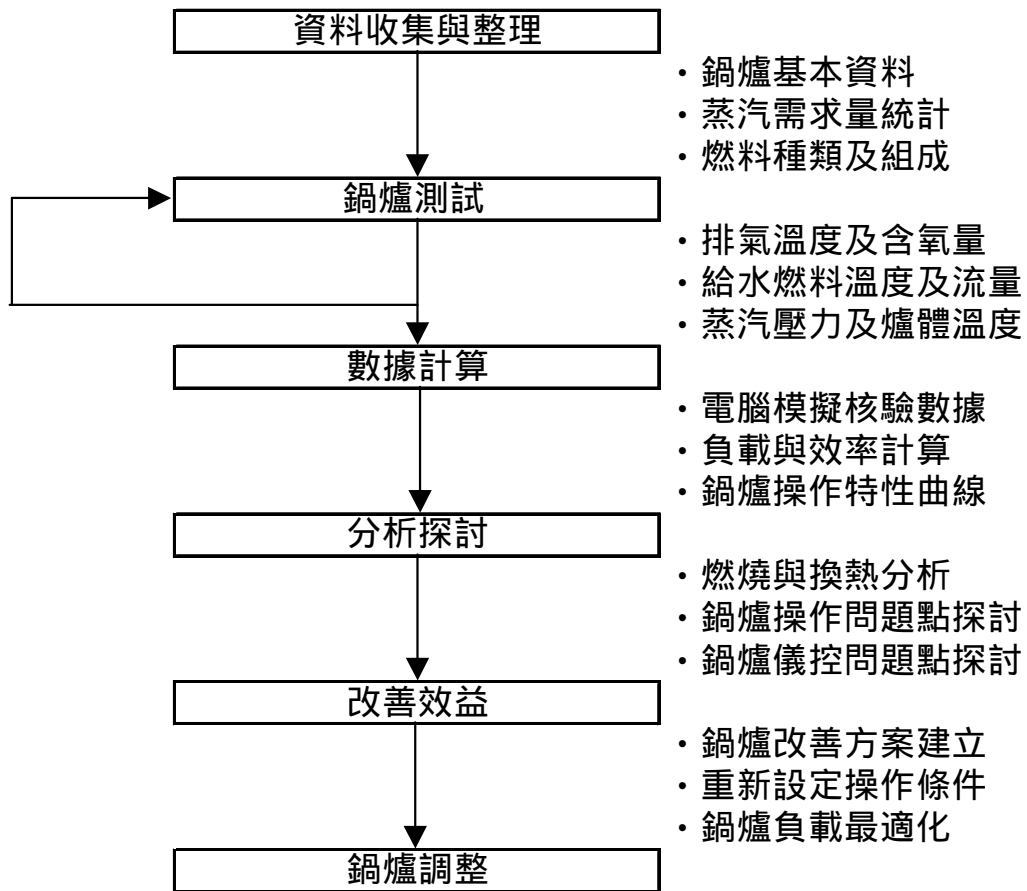 資料收集與整理
・鍋爐基本資料
・蒸汽需求量統計
・燃料種類及組成
鍋爐測試
・排氣溫度及含氧量
・給水燃料溫度及流量
・蒸汽壓力及爐體溫度
數據計算
・電腦模擬核驗數據
・負載與效率計算
・鍋爐操作特性曲線
分析探討
・燃燒與換熱分析
・鍋爐操作問題點探討
・鍋爐儀控問題點探討
改善效益
・鍋爐改善方案建立
・重新設定操作條件
・鍋爐負載最適化
鍋爐調整